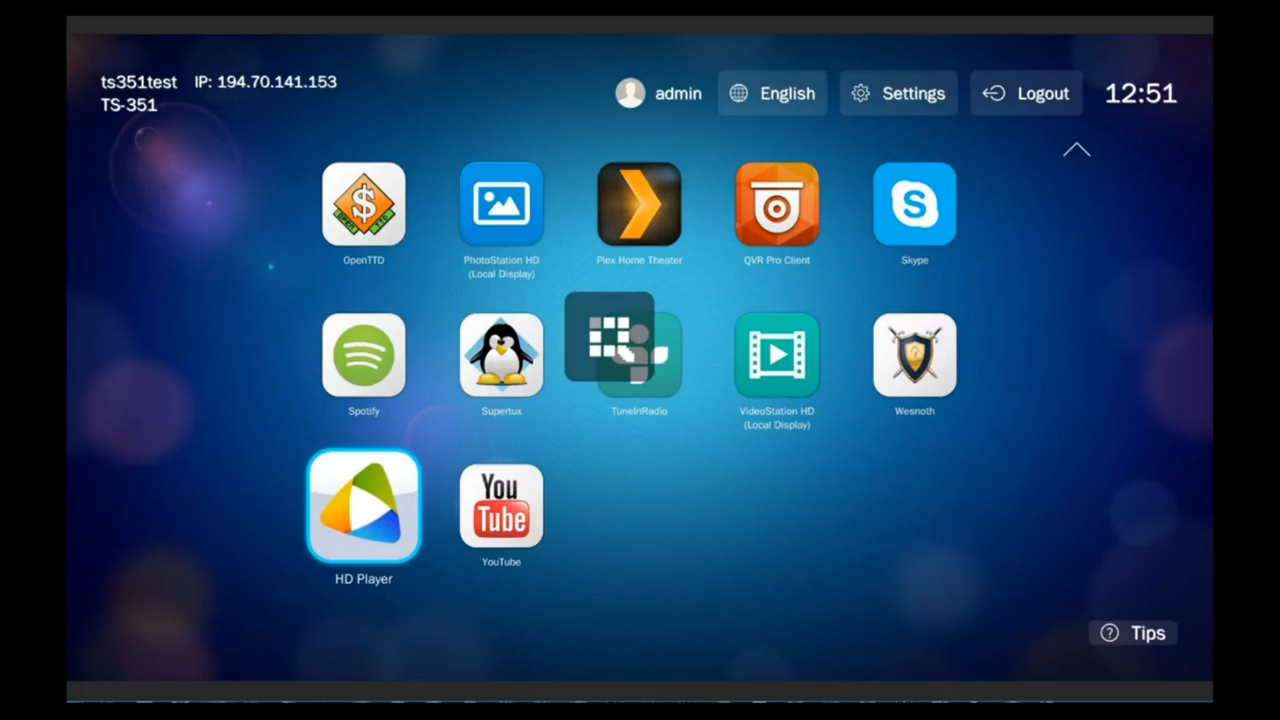 ts351test IP: 194.70.141.153
TS-351
admin
English
Settings
Logout
12:51
$
OPEN TTD
S
OpenTTD
PhotoStation HD
(Local Display)
Plex Home Theater
QVR Pro Client
Skype
Spotify
Supertux
TuneInRadio
VideoStation HD
(Local Display)
Wesnoth
You
Tube
HD Player
YouTube
? Tips